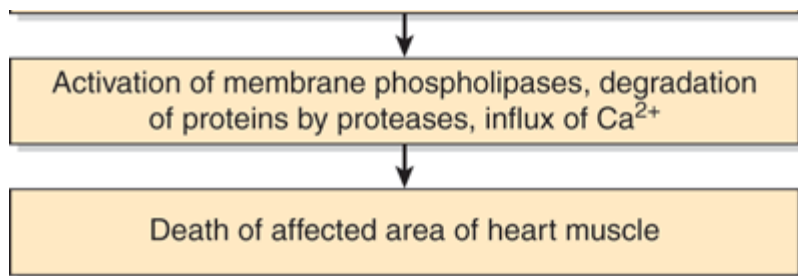 Activation of membrane phospholipases, degradation
of proteins by proteases, influx of Ca²⁺
Death of affected area of heart muscle